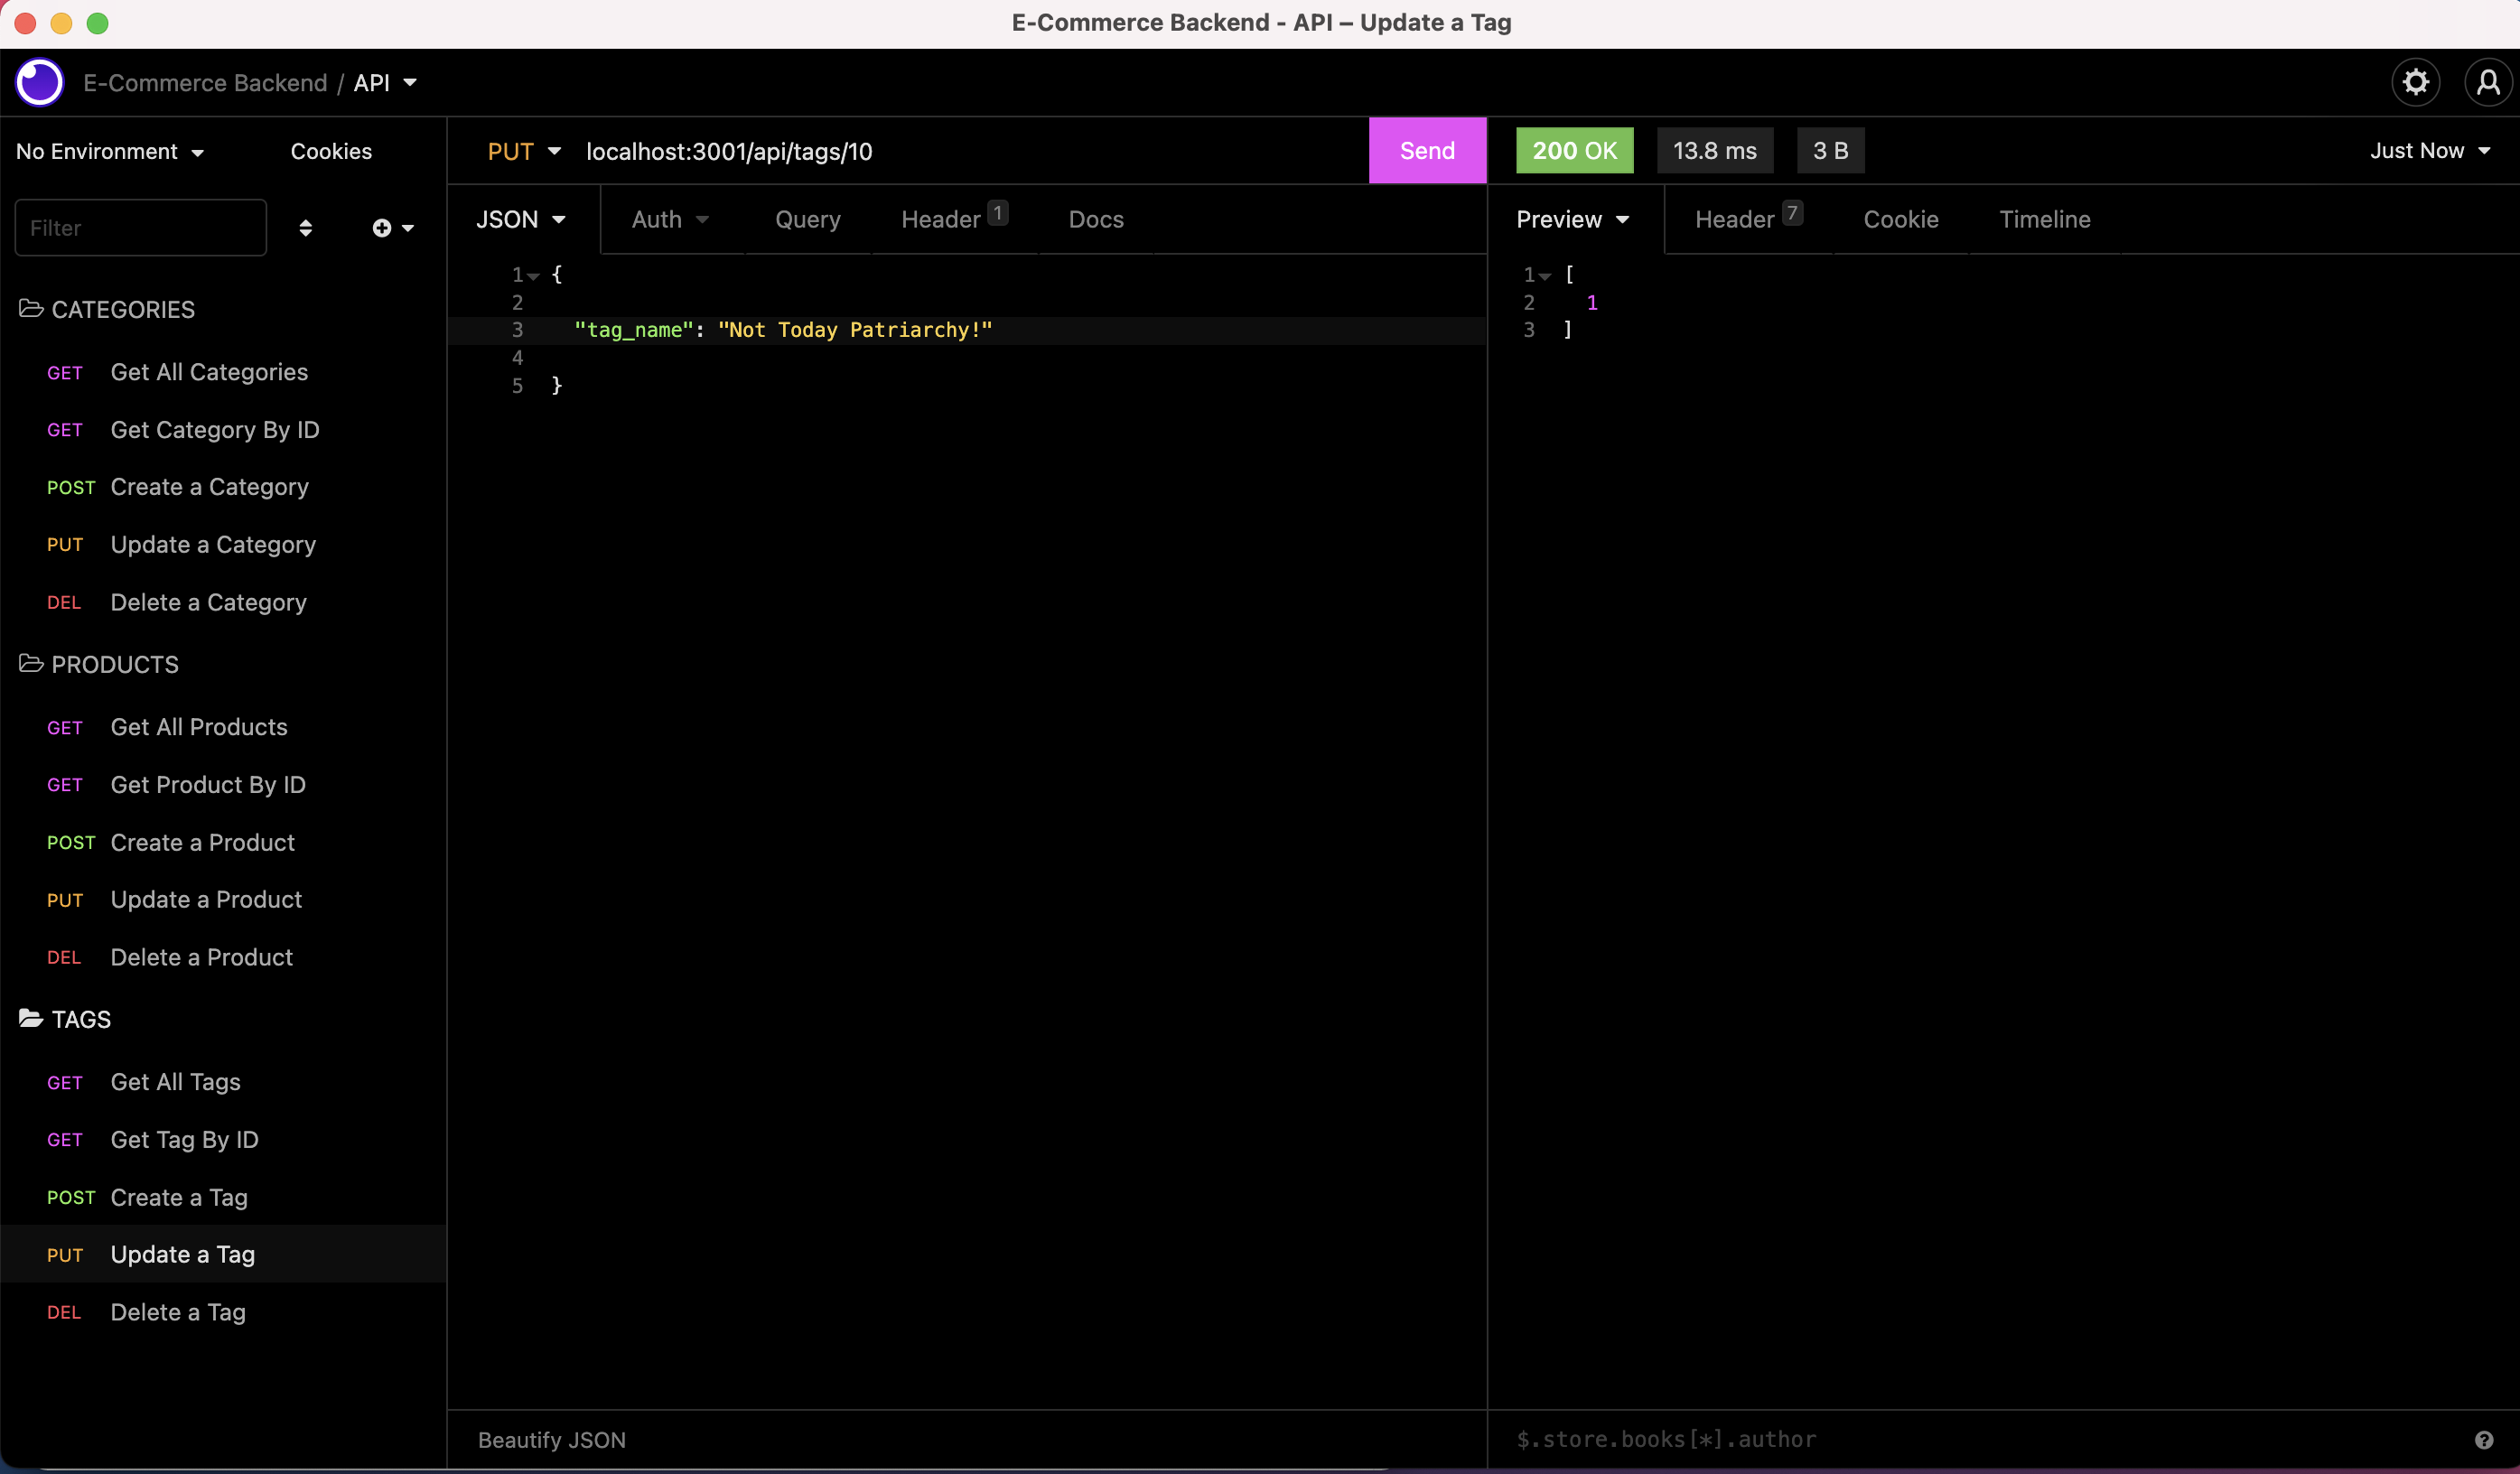 E-Commerce Backend - API – Update a Tag
E-Commerce Backend / API
No Environment
Cookies
Filter
CATEGORIES
GET Get All Categories
GET Get Category By ID
POST Create a Category
PUT Update a Category
DEL Delete a Category
PRODUCTS
GET Get All Products
GET Get Product By ID
POST Create a Product
PUT Update a Product
DEL Delete a Product
TAGS
GET Get All Tags
GET Get Tag By ID
POST Create a Tag
PUT Update a Tag
DEL Delete a Tag
PUT localhost:3001/api/tags/10 Send
JSON Auth Query Header 1 Docs
1 {
2
3 "tag_name": "Not Today Patriarchy!"
4
5 }
Beautify JSON
200 OK 13.8 ms 3 B Just Now
Preview Header 7 Cookie Timeline
1 [
2 1
3 ]
$.store.books[*].author
?